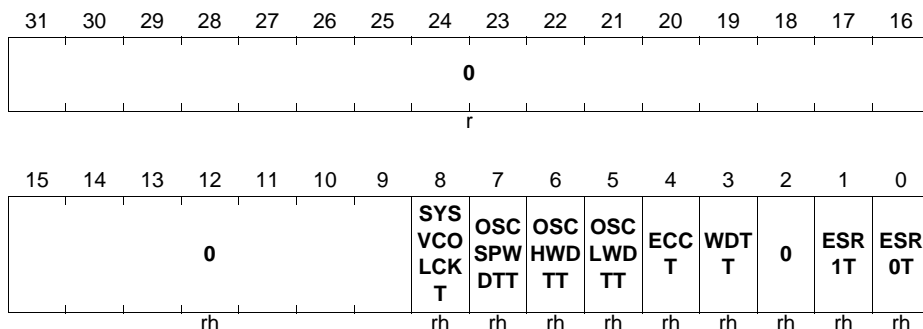 31 30 29 28 27 26 25 24 23 22 21 20 19 18 17 16
0
r
15 14 13 12 11 10 9 8 7 6 5 4 3 2 1 0
0 SYS VCO LCK T OSC SPW DTT OSC HWD TT OSC LWD TT ECC T WDT T 0 ESR 1T ESR 0T
rh rh rh rh rh rh rh rh rh rh